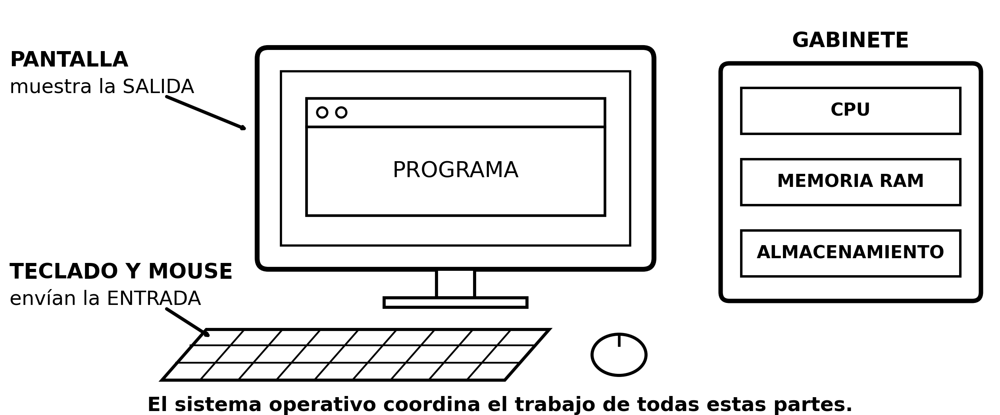 GABINETE
PANTALLA
muestra la SALIDA
CPU
PROGRAMA
MEMORIA RAM
ALMACENAMIENTO
TECLADO Y MOUSE
envían la ENTRADA
El sistema operativo coordina el trabajo de todas estas partes.